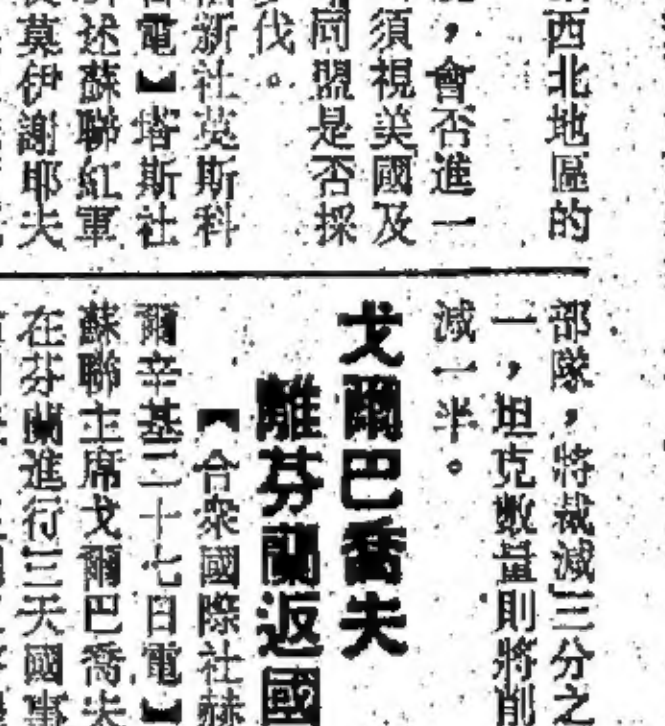 西北地區的
，會否進一
須視美國及
同盟是否採
伐。
新社莫斯科
電】塔斯社
述蘇聯紅軍
莫伊謝耶夫
部隊，將裁減三分之
一，坦克數量則將削
減一半。
戈爾巴喬夫
離芬蘭返國
【合衆國際社赫
爾辛基二十七日電】
蘇聯主席戈爾巴喬夫
在芬蘭進行三天國事